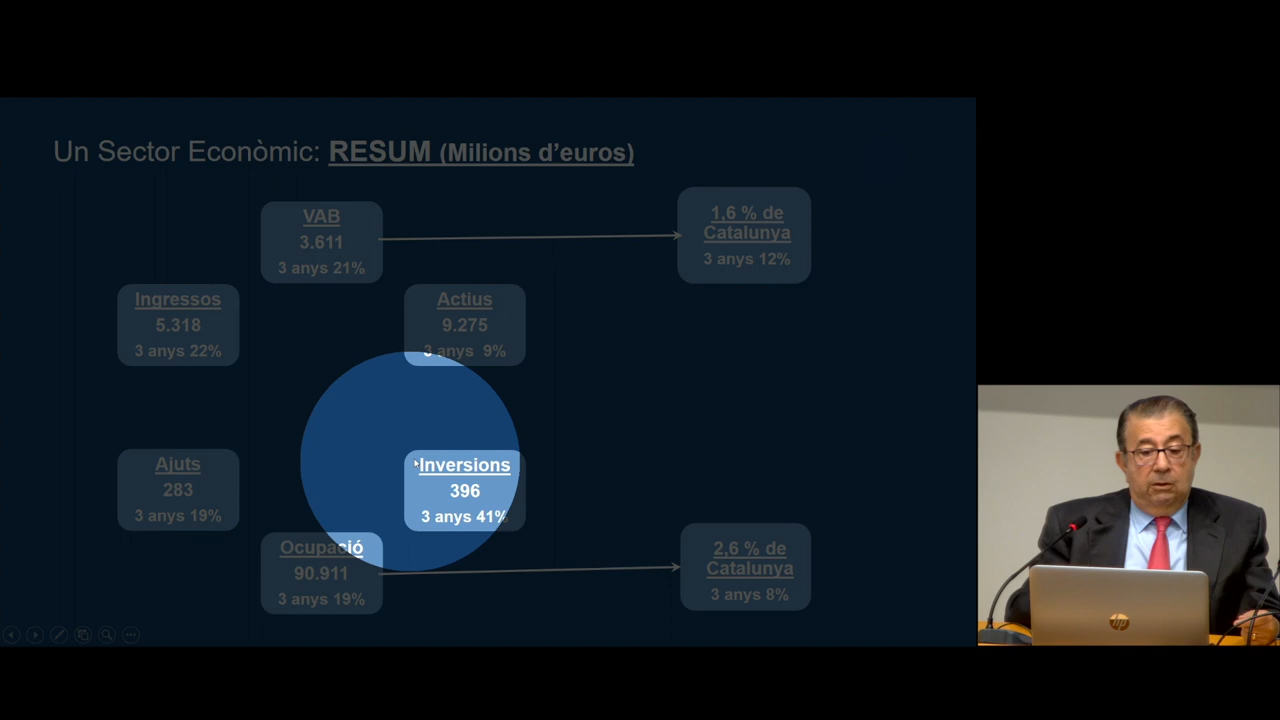 Un Sector Econòmic: RESUM (Milions d'euros)
VAB
3.611
3 anys 21%
1,6 % de
Catalunya
3 anys 12%
Ingressos
5.318
3 anys 22%
Actius
9.275
3 anys 9%
Ajuts
283
3 anys 19%
Inversions
396
3 anys 41%
Ocupació
90.911
3 anys 19%
2,6 % de
Catalunya
3 anys 8%
hp